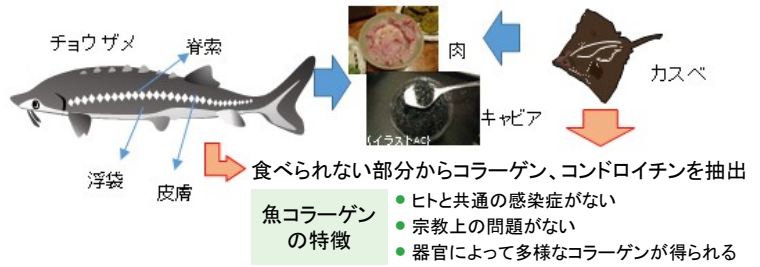 チョウザメ
脊索
肉
カスベ
キャビア
(イラストAC)
浮袋
皮膚
食べられない部分からコラーゲン、コンドロイチンを抽出
魚コラーゲン
の特徴
• ヒトと共通の感染症がない
• 宗教上の問題がない
• 器官によって多様なコラーゲンが得られる